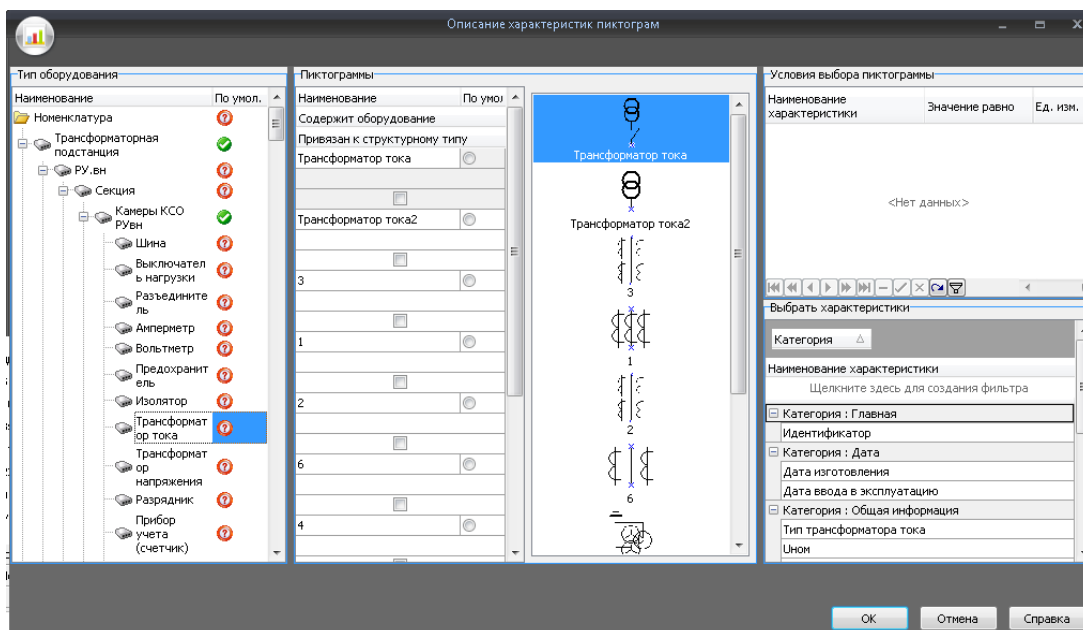 Описание характеристик пиктограм
Тип оборудования
Наименование По умол.
Номенклатура
Трансформаторная
подстанция
РУ.вн
Секция
Камеры КСО
РУвн
Шина
Выключател
ь нагрузки
Разъедините
ль
Амперметр
Вольтметр
Предохранит
ель
Изолятор
Трансформат
ор тока
Трансформат
ор
напряжения
Разрядник
Прибор
учета
(счетчик)
Пиктограммы
Наименование По умол
Содержит оборудование
Привязан к структурному типу
Трансформатор тока
Трансформатор тока2
3
1
2
6
4
Трансформатор тока
Трансформатор тока2
3
1
2
6
Условия выбора пиктограммы
Наименование
характеристики
Значение равно
Ед. изм.
<Нет данных>
Выбрать характеристики
Категория
Наименование характеристики
Щелкните здесь для создания фильтра
Категория : Главная
Идентификатор
Категория : Дата
Дата изготовления
Дата ввода в эксплуатацию
Категория : Общая информация
Тип трансформатора тока
Uном
ОК
Отмена
Справка